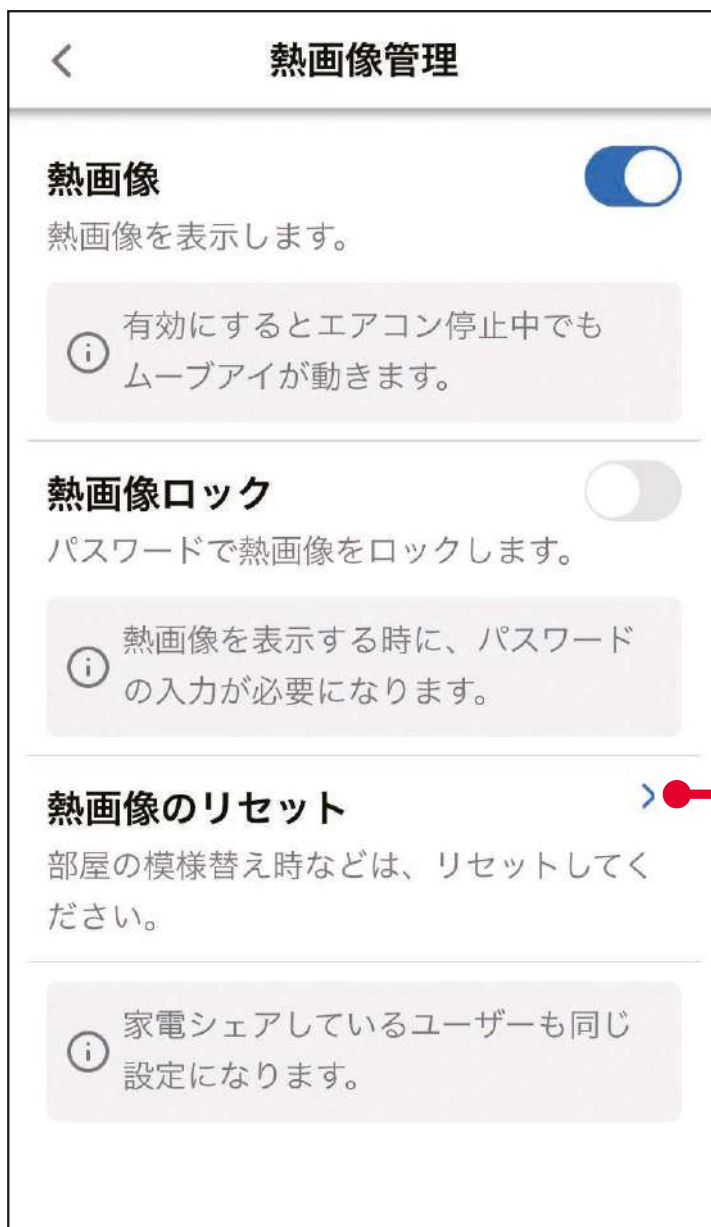 熱画像管理
熱画像
熱画像を表示します。
有効にするとエアコン停止中でも
ムーブアイが動きます。
熱画像ロック
パスワードで熱画像をロックします。
熱画像を表示する時に、パスワード
の入力が必要になります。
熱画像のリセット
部屋の模様替え時などは、リセットしてく
ださい。
家電シェアしているユーザーも同じ
設定になります。